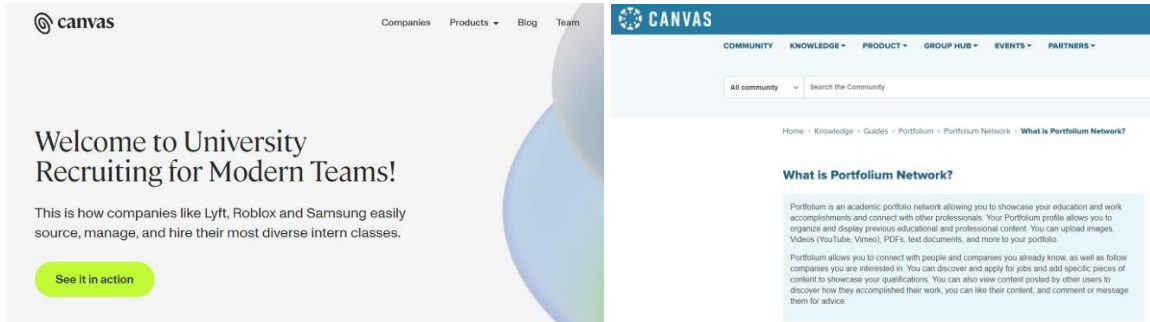 canvas
Companies Products Blog Team
Welcome to University
Recruiting for Modern Teams!
This is how companies like Lyft, Roblox and Samsung easily
source, manage, and hire their most diverse intern classes.
See it in action
CANVAS
COMMUNITY KNOWLEDGE PRODUCT GROUP HUB EVENTS PARTNERS
All community Search the Community
Home › Knowledge › Guides › Portfolium › Portfolium Network › What is Portfolium Network?
What is Portfolium Network?
Portfolium is an academic portfolio network allowing you to showcase your education and work
accomplishments and connect with other professionals. Your Portfolium profile allows you to
organize and display previous educational and professional content. You can upload images,
Videos (YouTube, Vimeo), PDFs, text documents, and more to your portfolio.
Portfolium allows you to connect with people and companies you already know, as well as follow
companies you are interested in. You can discover and apply for jobs and add specific pieces of
content to showcase your qualifications. You can also view content posted by other users to
discover how they accomplished their work, you can like their content, and comment or message
them for advice.